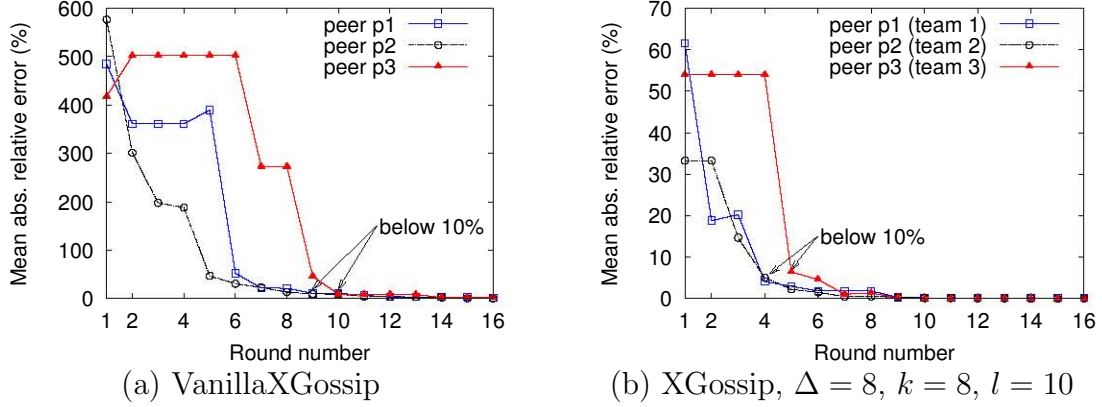 Mean abs. relative error (%)
600
500
400
300
200
100
0
peer p1
peer p2
peer p3
below 10%
1 2 4 6 8 10 12 14 16
Round number
(a) VanillaXGossip
Mean abs. relative error (%)
70
60
50
40
30
20
10
0
peer p1 (team 1)
peer p2 (team 2)
peer p3 (team 3)
below 10%
1 2 4 6 8 10 12 14 16
Round number
(b) XGossip, Δ = 8, k = 8, l = 10